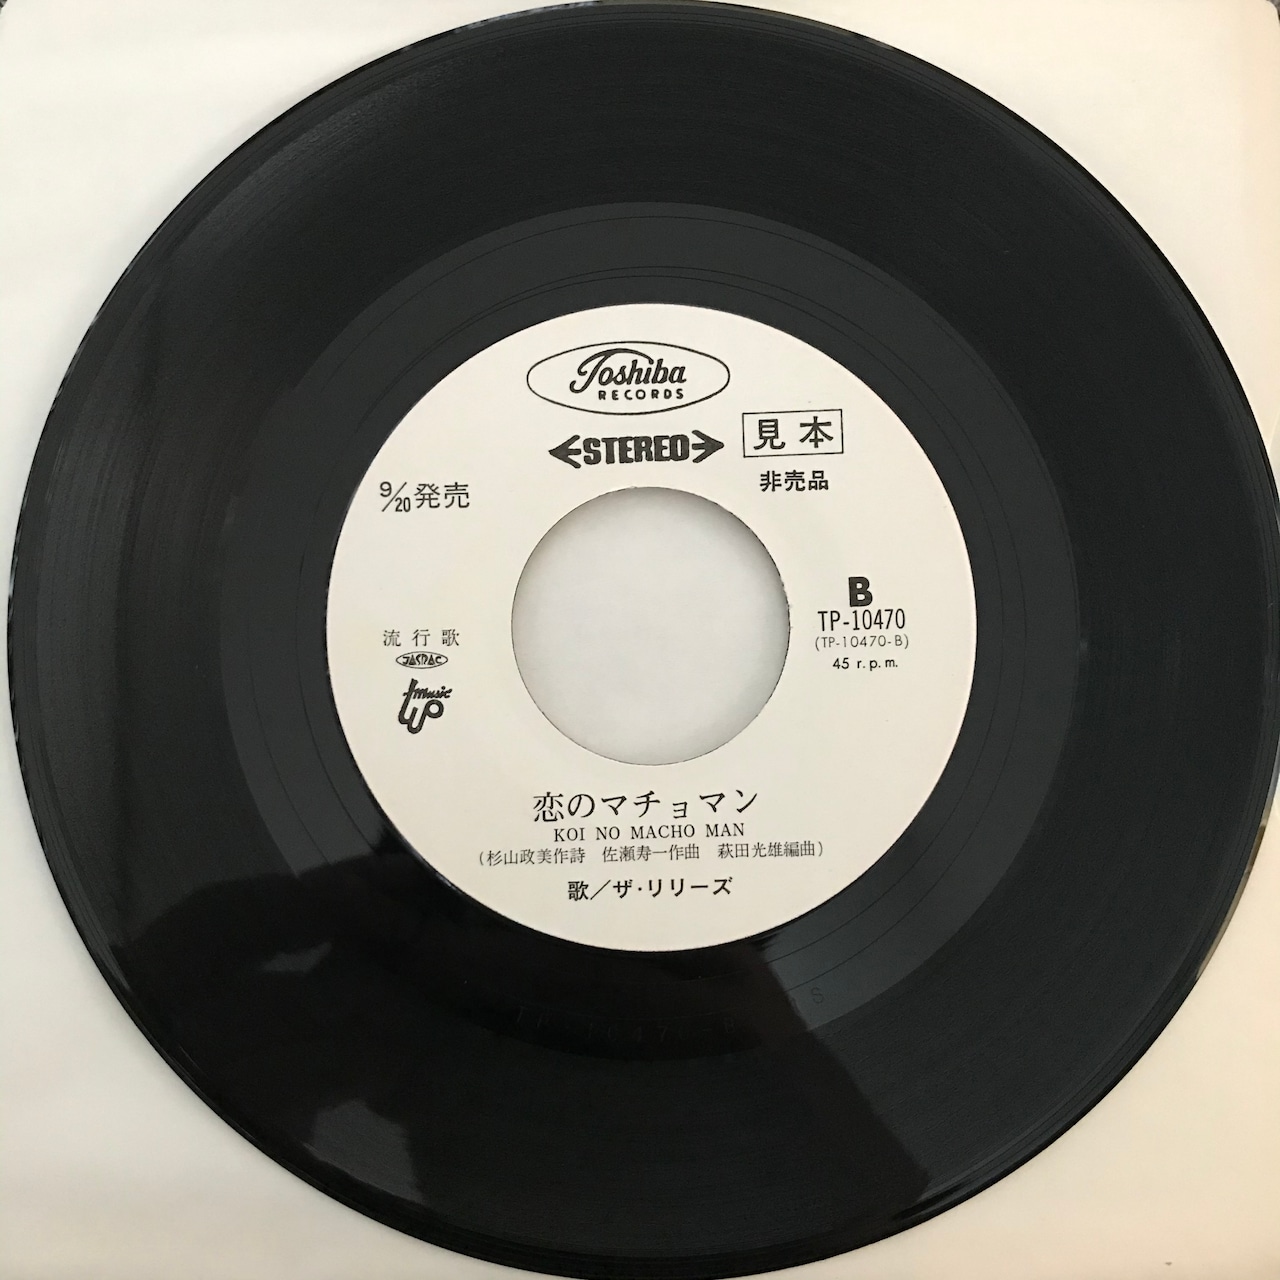 Toshiba
RECORDS
STEREO
見本
非売品
9/20発売
B
TP-10470
(TP-10470-B)
45 r.p.m.
流行歌
JASRAC
music
恋のマチョマン
KOI NO MACHO MAN
(杉山政美作詩 佐瀬寿一作曲 萩田光雄編曲)
歌/ザ・リリーズ